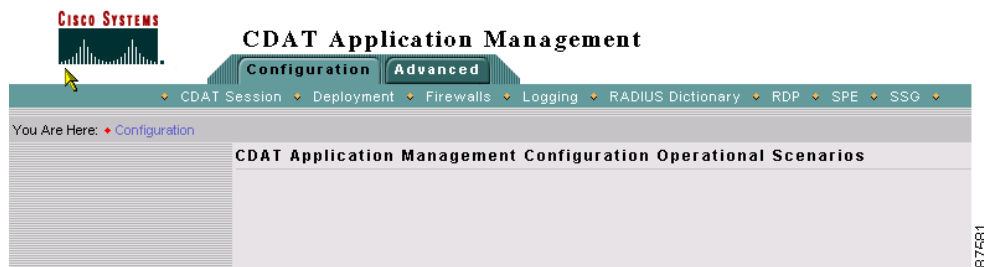 CISCO SYSTEMS
CDAT Application Management
Configuration Advanced
CDAT Session Deployment Firewalls Logging RADIUS Dictionary RDP SPE SSG
You Are Here: Configuration
CDAT Application Management Configuration Operational Scenarios
87581